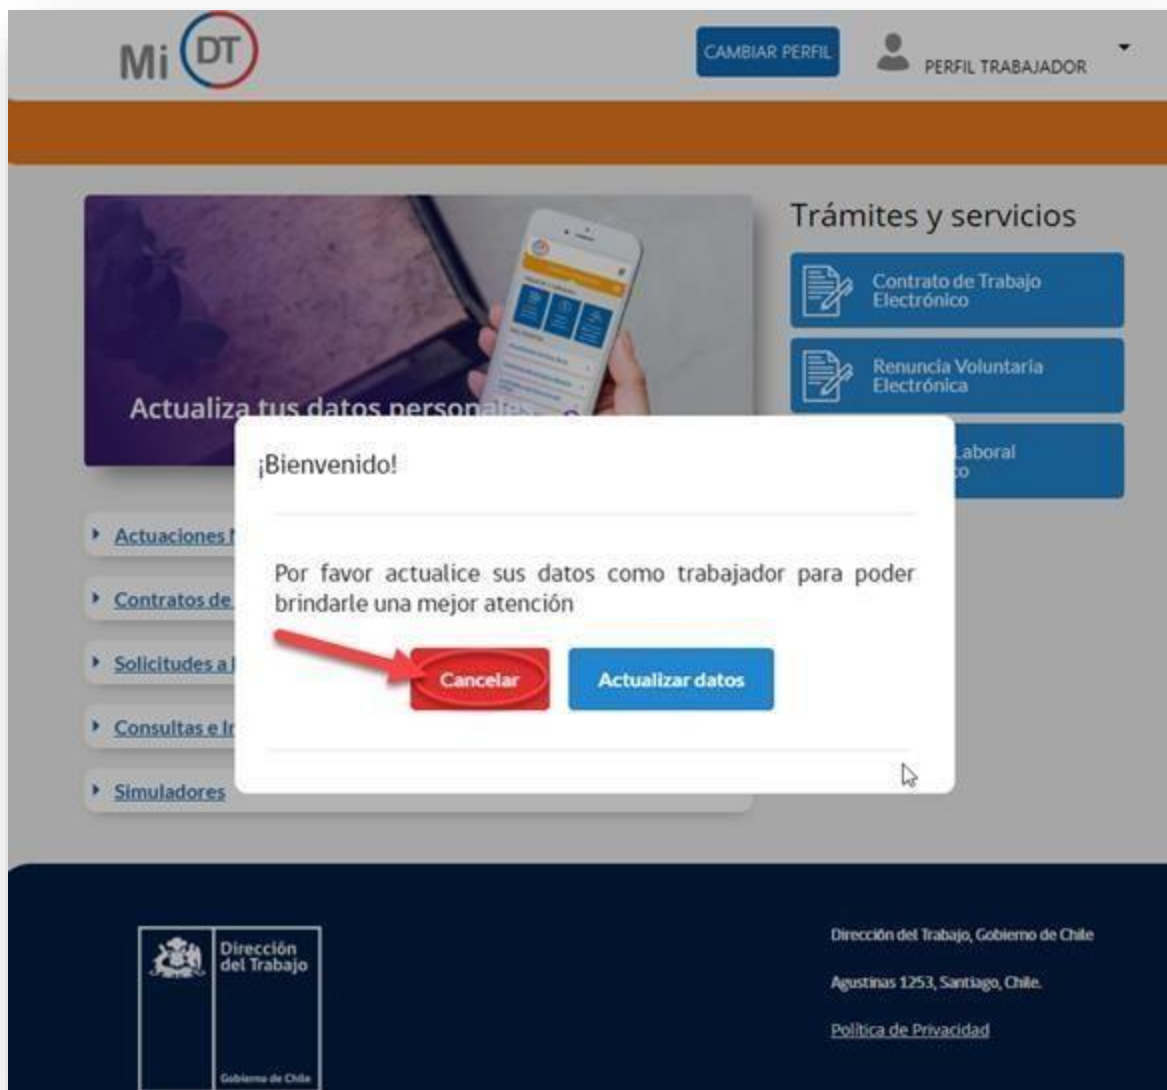 Mi DT
CAMBIAR PERFIL
PERFIL TRABAJADOR
Trámites y servicios
Contrato de Trabajo
Electrónico
Renuncia Voluntaria
Electrónica
Laboral
Actualiza tus datos personales
¡Bienvenido!
Por favor actualice sus datos como trabajador para poder
brindarle una mejor atención
Cancelar
Actualizar datos
Actuaciones
Contratos de
Solicitudes a
Consultas e
Simuladores
Dirección
del Trabajo
Gobierno de Chile
Dirección del Trabajo, Gobierno de Chile
Agustinas 1253, Santiago, Chile.
Política de Privacidad